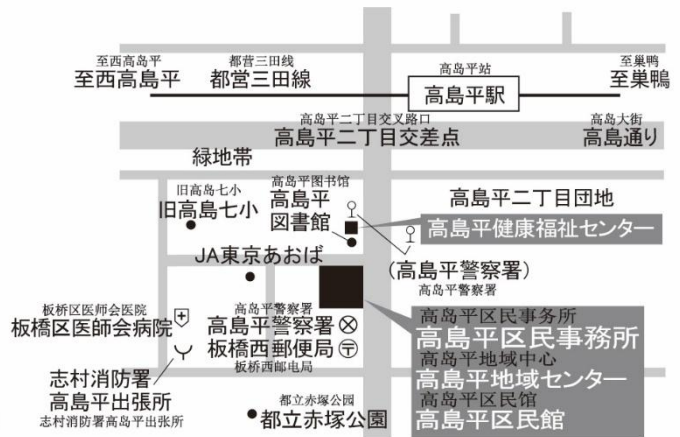 至西高岛平
至西高島平
都营三田线
都営三田線
高岛平站
高島平駅
至巢鸭
至巣鴨
高岛平二丁目交叉路口
高島平二丁目交差点
高岛大街
高島通り
緑地帯
旧高岛七小
旧高島七小
高岛平图书馆
高島平
図書館
高島平二丁目団地
高島平健康福祉センター
JA東京あおば
(高島平警察署)
高岛平警察署
板桥区医师会医院
板橋区医師会病院
高岛平警察署
高島平警察署
板橋西郵便局
板桥西邮电局
高岛平区民事务所
高島平区民事務所
高岛平地域中心
高島平地域センター
高岛平区民馆
高島平区民館
志村消防署
高島平出張所
志村消防署高岛平出张所
都立赤塚公园
都立赤塚公園